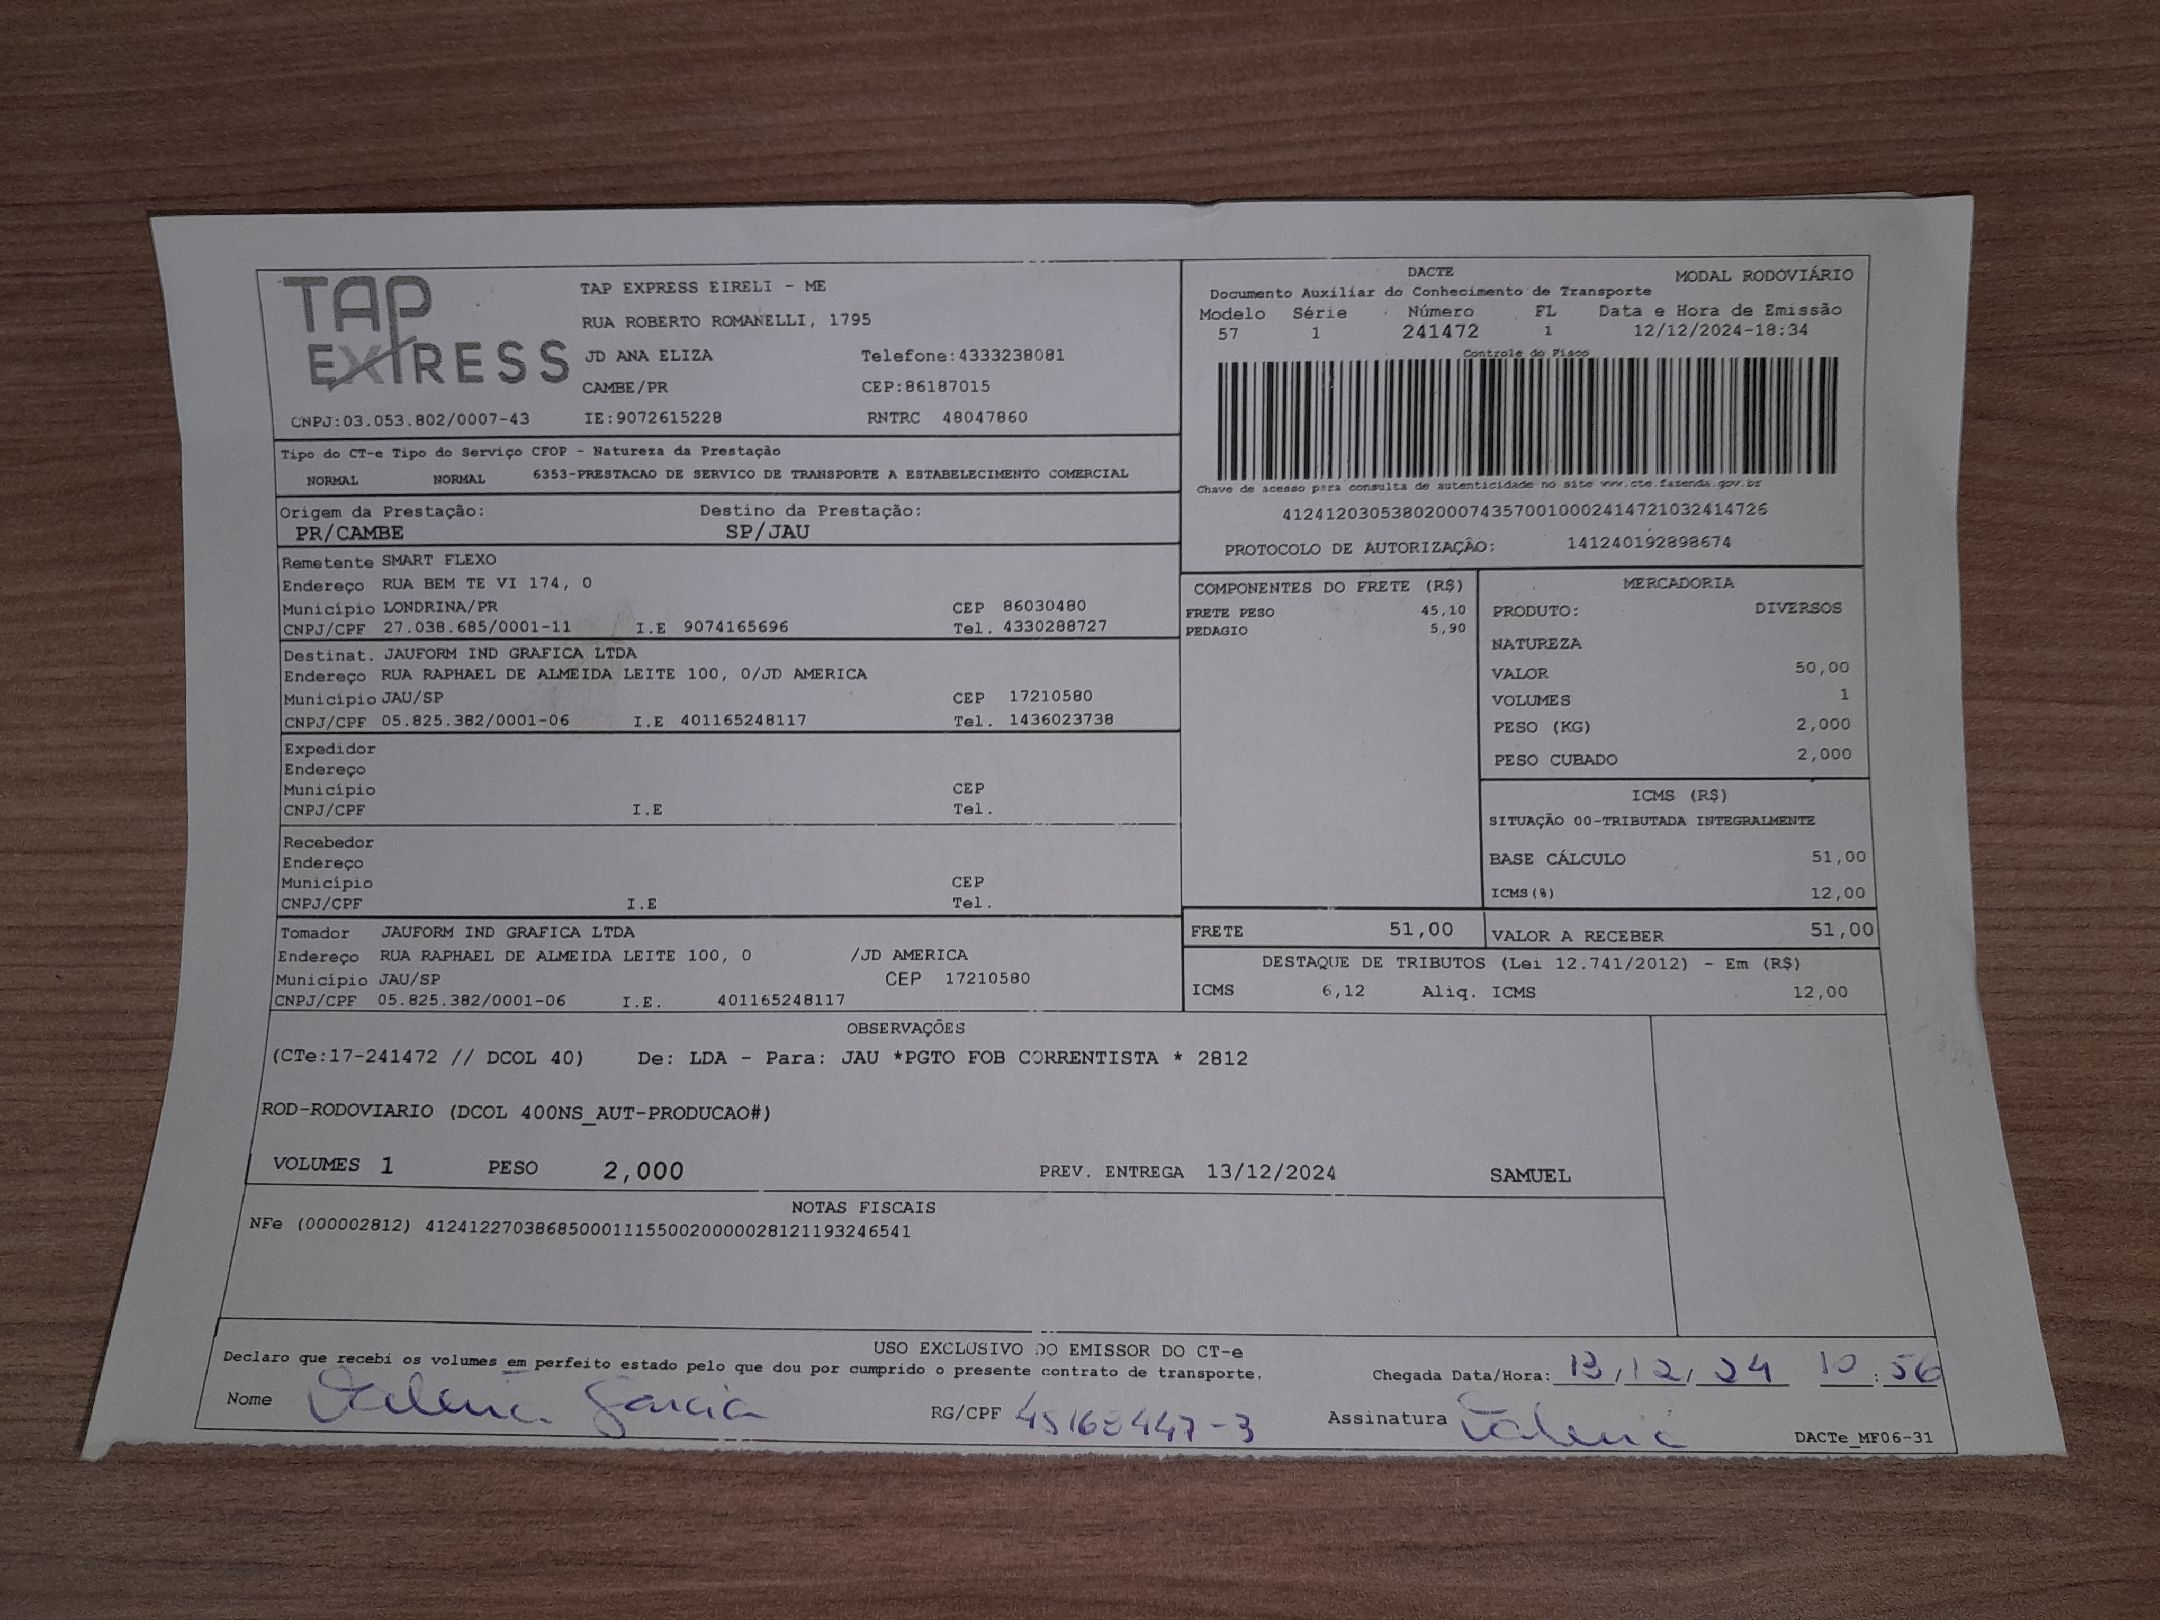 TAP
EXPRESS
CNPJ:03.053.802/0007-43
TAP EXPRESS EIRELI - ME
RUA ROBERTO ROMANELLI, 1795
JD ANA ELIZA Telefone:4333238081
CAMBE/PR CEP:86187015
IE:9072615228 RNTRC 48047860
DACTE MODAL RODOVIÁRIO
Documento Auxiliar do Conhecimento de Transporte
Modelo Série Número FL Data e Hora de Emissão
57 1 241472 1 12/12/2024-18:34
Controle do Fisco
Chave de acesso para consulta de autenticidade no site www.cte.fazenda.gov.br
41241203053802000743570010002414721032414726
PROTOCOLO DE AUTORIZAÇÃO: 141240192898674
Tipo do CT-e Tipo do Serviço CFOP - Natureza da Prestação
NORMAL NORMAL 6353-PRESTACAO DE SERVICO DE TRANSPORTE A ESTABELECIMENTO COMERCIAL
Origem da Prestação: Destino da Prestação:
PR/CAMBE SP/JAU
Remetente SMART FLEXO
Endereço RUA BEM TE VI 174, 0
Município LONDRINA/PR CEP 86030480
CNPJ/CPF 27.038.685/0001-11 I.E 9074165696 Tel. 4330288727
Destinat. JAUFORM IND GRAFICA LTDA
Endereço RUA RAPHAEL DE ALMEIDA LEITE 100, 0/JD AMERICA
Município JAU/SP CEP 17210580
CNPJ/CPF 05.825.382/0001-06 I.E 401165248117 Tel. 1436023738
Expedidor
Endereço
Município CEP
CNPJ/CPF I.E Tel.
Recebedor
Endereço
Município CEP
CNPJ/CPF I.E Tel.
Tomador JAUFORM IND GRAFICA LTDA
Endereço RUA RAPHAEL DE ALMEIDA LEITE 100, 0 /JD AMERICA
Município JAU/SP CEP 17210580
CNPJ/CPF 05.825.382/0001-06 I.E. 401165248117
COMPONENTES DO FRETE (R$)
FRETE PESO 45,10
PEDAGIO 5,90
MERCADORIA
PRODUTO: DIVERSOS
NATUREZA
VALOR 50,00
VOLUMES 1
PESO (KG) 2,000
PESO CUBADO 2,000
ICMS (R$)
SITUAÇÃO 00-TRIBUTADA INTEGRALMENTE
BASE CÁLCULO 51,00
ICMS(%) 12,00
FRETE 51,00 VALOR A RECEBER 51,00
DESTAQUE DE TRIBUTOS (Lei 12.741/2012) - Em (R$)
ICMS 6,12 Aliq. ICMS 12,00
OBSERVAÇÕES
(CTe:17-241472 // DCOL 40) De: LDA - Para: JAU *PGTO FOB CORRENTISTA * 2812
ROD-RODOVIARIO (DCOL 400NS_AUT-PRODUCAO#)
VOLUMES 1 PESO 2,000 PREV. ENTREGA 13/12/2024 SAMUEL
NOTAS FISCAIS
NFe (000002812) 41241227038685000111550020000028121193246541
USO EXCLUSIVO DO EMISSOR DO CT-e
Declaro que recebi os volumes em perfeito estado pelo que dou por cumprido o presente contrato de transporte. Chegada Data/Hora: 13/12/24 10:56
Nome Valeria Garcia RG/CPF 45168447-3 Assinatura Valeria
DACTe_MF06-31